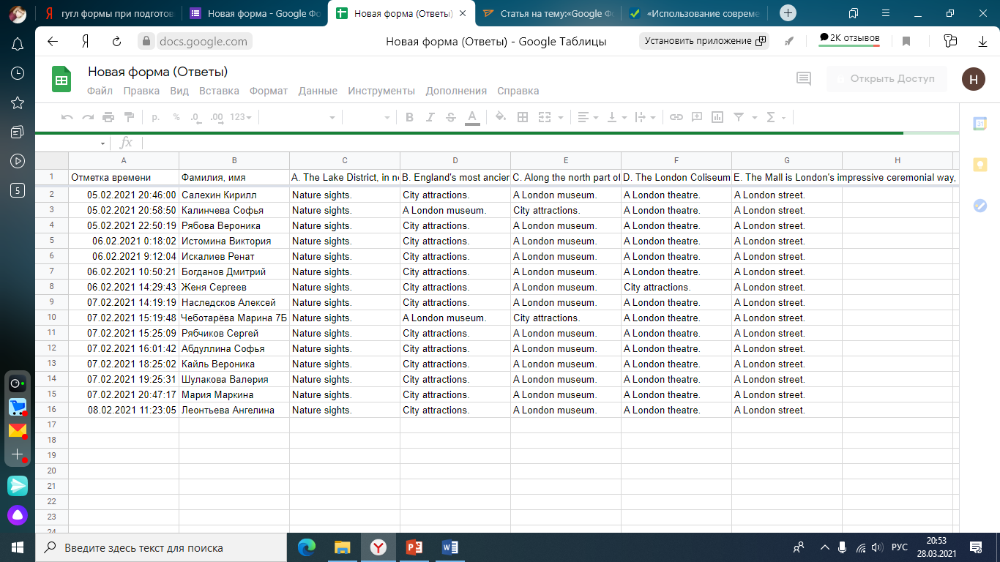 гугл формы при подготов
Новая форма - Google Фо
Новая форма (Ответы)
Статья на тему:«Google Ф
«Использование совреме
docs.google.com
Новая форма (Ответы) - Google Таблицы
Установить приложение
2K отзывов
Новая форма (Ответы)
Открыть Доступ
Н
Файл Правка Вид Вставка Формат Данные Инструменты Дополнения Справка
р. % .0 .00 123
B I S A
31
fx
A B C D E F G H
1 Отметка времени Фамилия, имя A. The Lake District, in no B. England's most ancien C. Along the north part of D. The London Coliseum E. The Mall is London's impressive ceremonial way,
2 05.02.2021 20:46:00 Салехин Кирилл Nature sights. City attractions. A London museum. A London theatre. A London street.
3 05.02.2021 20:58:50 Калинчева Софья Nature sights. A London museum. City attractions. A London theatre. A London street.
4 05.02.2021 22:50:19 Рябова Вероника Nature sights. City attractions. A London museum. A London theatre. A London street.
5 06.02.2021 0:18:02 Истомина Виктория Nature sights. City attractions. A London museum. A London theatre. A London street.
6 06.02.2021 9:12:04 Искалиев Ренат Nature sights. City attractions. A London museum. A London theatre. A London street.
7 06.02.2021 10:50:21 Богданов Дмитрий Nature sights. City attractions. A London museum. A London theatre. A London street.
8 06.02.2021 14:29:43 Женя Сергеев Nature sights. City attractions. A London museum. City attractions. A London street.
9 07.02.2021 14:19:19 Наследсков Алексей Nature sights. City attractions. A London museum. A London theatre. A London street.
10 07.02.2021 15:19:48 Чеботарёва Марина 7Б Nature sights. A London museum. City attractions. A London theatre. A London street.
11 07.02.2021 15:25:09 Рябчиков Сергей Nature sights. City attractions. A London museum. A London theatre. A London street.
12 07.02.2021 16:01:42 Абдуллина Софья Nature sights. City attractions. A London museum. A London theatre. A London street.
13 07.02.2021 18:25:02 Кайль Вероника Nature sights. City attractions. A London museum. A London theatre. A London street.
14 07.02.2021 19:25:31 Шулакова Валерия Nature sights. City attractions. A London museum. A London theatre. A London street.
15 07.02.2021 20:47:17 Мария Маркина Nature sights. City attractions. A London museum. A London theatre. A London street.
16 08.02.2021 11:23:05 Леонтьева Ангелина Nature sights. City attractions. A London museum. A London theatre. A London street.
17
18
19
20
21
22
23
24
5
Введите здесь текст для поиска
РУС
20:53
28.03.2021